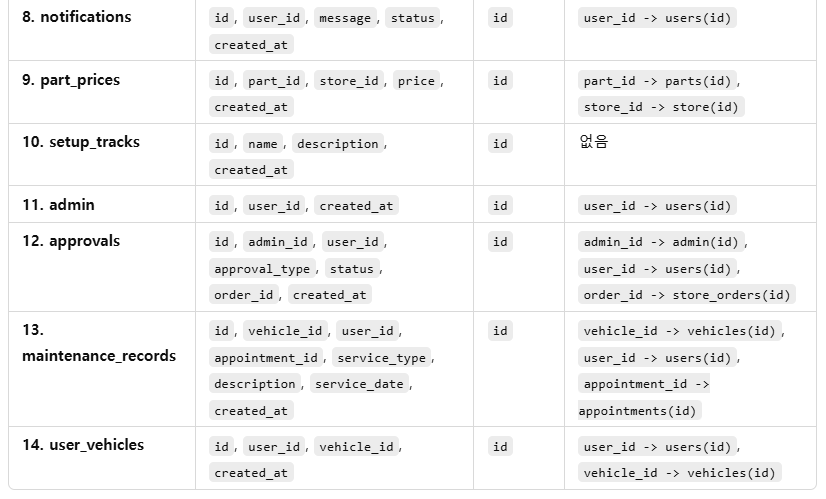 8. notifications
id, user_id, message, status,
created_at
id
user_id -> users(id)
9. part_prices
id, part_id, store_id, price,
created_at
id
part_id -> parts(id),
store_id -> store(id)
10. setup_tracks
id, name, description,
created_at
id
없음
11. admin
id, user_id, created_at
id
user_id -> users(id)
12. approvals
id, admin_id, user_id,
approval_type, status,
order_id, created_at
id
admin_id -> admin(id),
user_id -> users(id),
order_id -> store_orders(id)
13.
maintenance_records
id, vehicle_id, user_id,
appointment_id, service_type,
description, service_date,
created_at
id
vehicle_id -> vehicles(id),
user_id -> users(id),
appointment_id ->
appointments(id)
14. user_vehicles
id, user_id, vehicle_id,
created_at
id
user_id -> users(id),
vehicle_id -> vehicles(id)